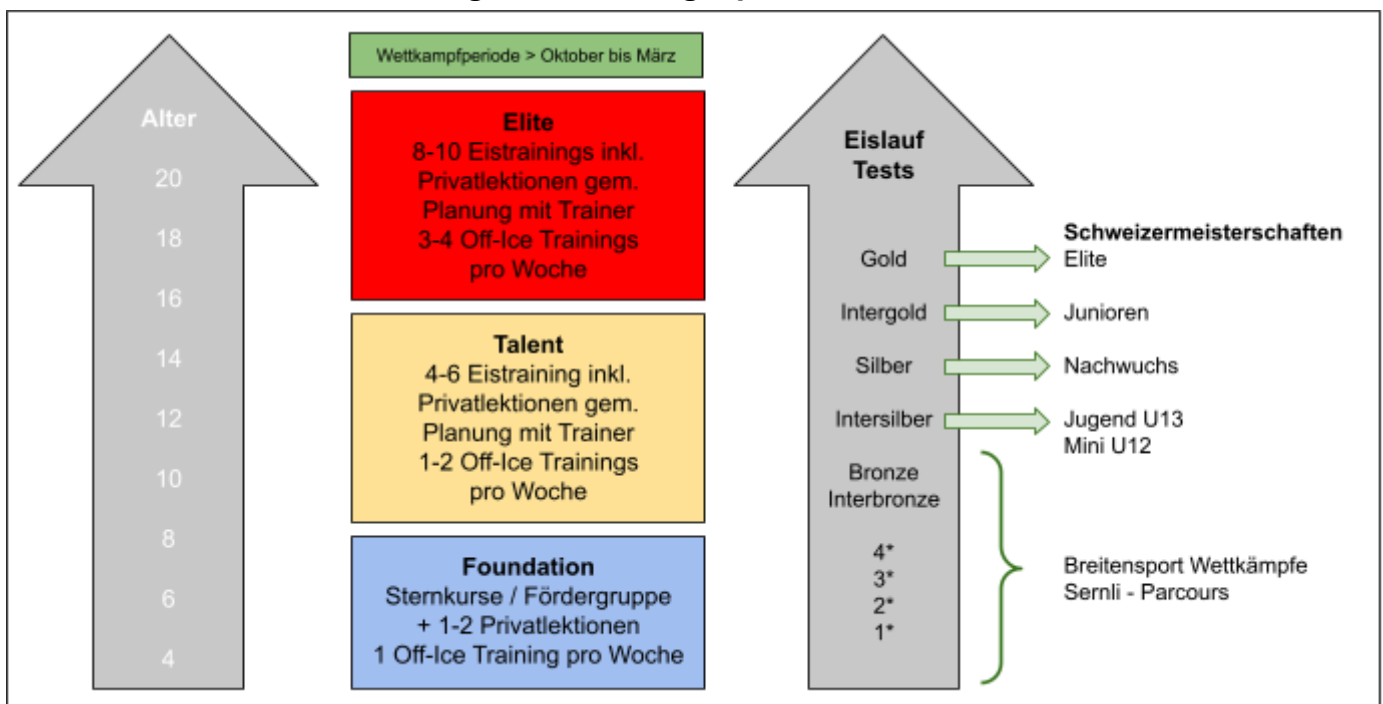 Alter
20
18
16
14
12
10
8
6
4
Wettkampfperiode > Oktober bis März
Elite
8-10 Eistrainings inkl.
Privatlektionen gem.
Planung mit Trainer
3-4 Off-Ice Trainings
pro Woche
Talent
4-6 Eistraining inkl.
Privatlektionen gem.
Planung mit Trainer
1-2 Off-Ice Trainings
pro Woche
Foundation
Sternkurse / Fördergruppe
+ 1-2 Privatlektionen
1 Off-Ice Training pro Woche
Eislauf
Tests
Gold
Intergold
Silber
Intersilber
Bronze
Interbronze
4*
3*
2*
1*
Schweizermeisterschaften
Elite
Junioren
Nachwuchs
Jugend U13
Mini U12
Breitensport Wettkämpfe
Sernli - Parcours